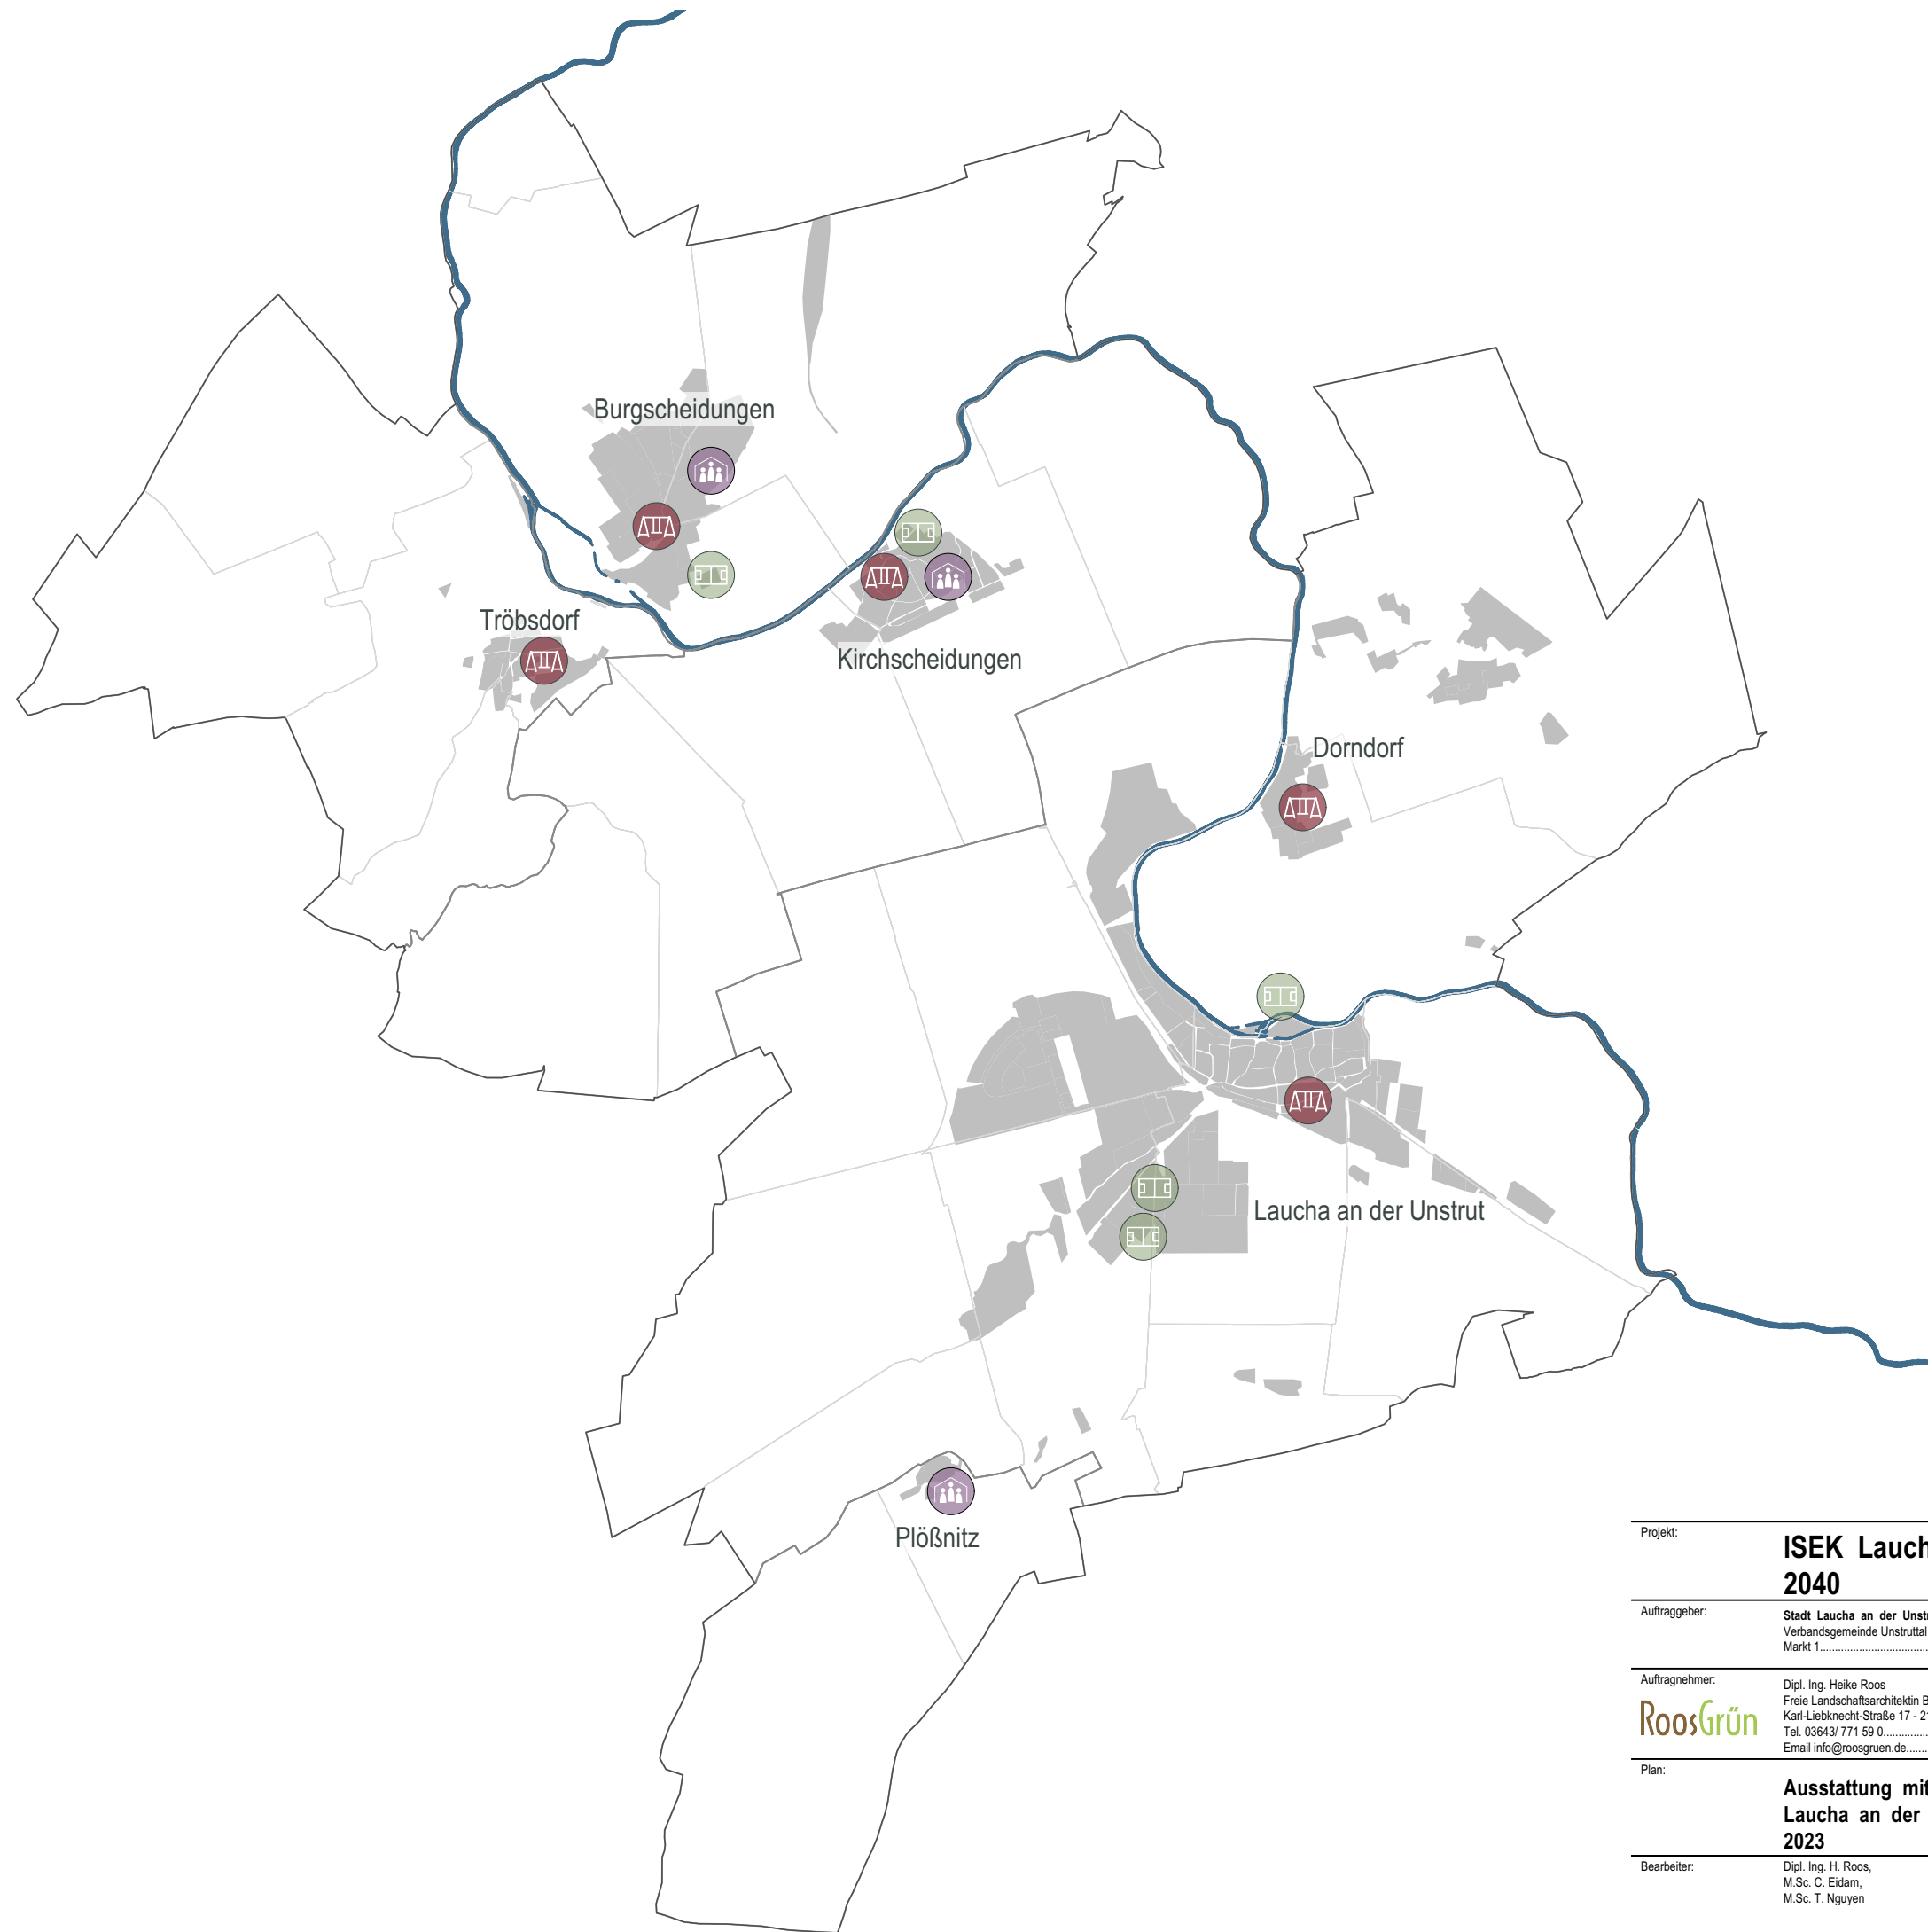 Burgscheidungen
Tröbsdorf
Kirchscheidungen
Dorndorf
Laucha an der Unstrut
Plößnitz
Projekt:
ISEK Lauch
2040
Auftraggeber:
Stadt Laucha an der Unst
Verbandsgemeinde Unstruttal
Markt 1
Auftragnehmer:
RoosGrün
Dipl. Ing. Heike Roos
Freie Landschaftsarchitektin B
Karl-Liebknecht-Straße 17 - 21
Tel. 03643/ 771 59 0
Email info@roosgruen.de
Plan:
Ausstattung mit
Laucha an der
2023
Bearbeiter:
Dipl. Ing. H. Roos,
M.Sc. C. Eidam,
M.Sc. T. Nguyen